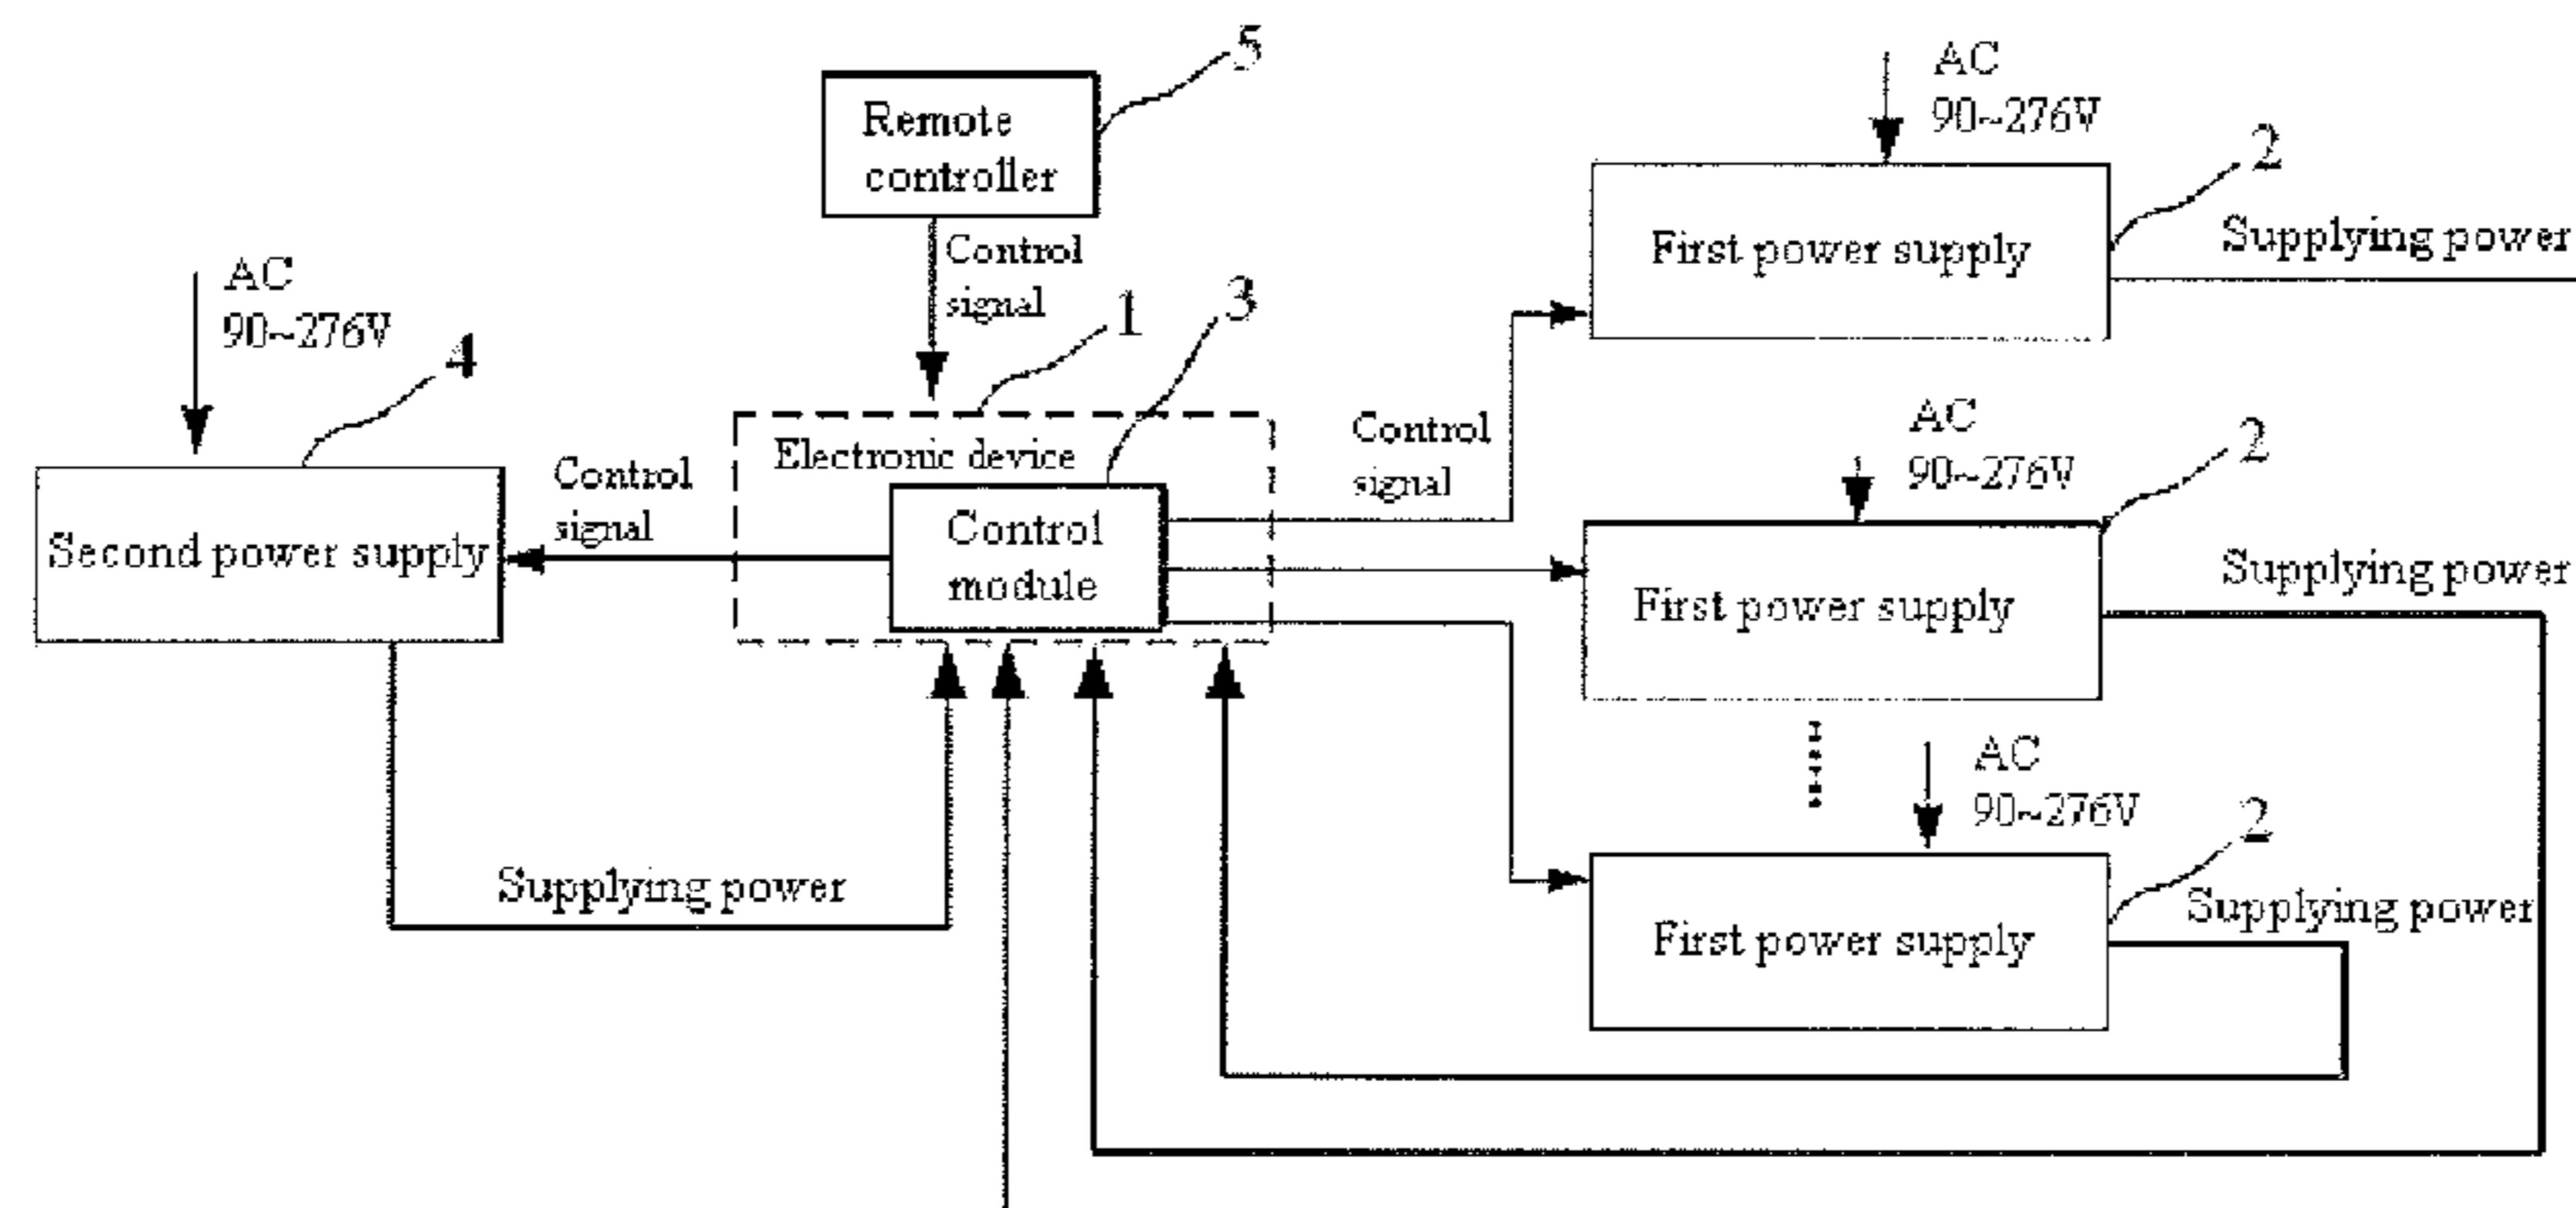 5
Remote
controller
AC
90~276V
2
First power supply
Supplying power
Control
signal
AC
90~276V
4
1
3
Electronic device
Control
signal
Second power supply
Control
module
Control
signal
AC
90~276V
2
First power supply
Supplying power
AC
90~276V
2
First power supply
Supplying power
Supplying power